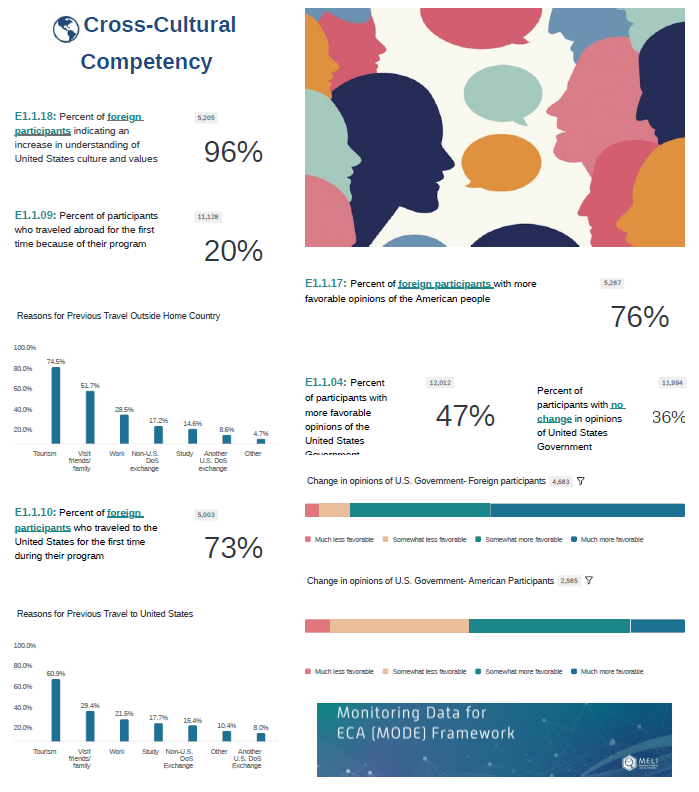 Cross-Cultural
Competency
E1.1.18: Percent of foreign
participants indicating an
increase in understanding of
United States culture and values
5,205
96%
E1.1.09: Percent of participants
who traveled abroad for the first
time because of their program
11,128
20%
Reasons for Previous Travel Outside Home Country
100.0%
80.0%
60.0%
40.0%
20.0%
74.5%
51.7%
28.5%
17.2%
14.6%
8.6%
4.7%
Tourism
Visit
friends/
family
Work
Non-U.S.
DoS
exchange
Study
Another
U.S. DoS
exchange
Other
E1.1.10: Percent of foreign
participants who traveled to the
United States for the first time
during their program
5,003
73%
Reasons for Previous Travel to United States
100.0%
80.0%
60.0%
40.0%
20.0%
60.9%
29.4%
21.5%
17.7%
15.4%
10.4%
8.0%
Tourism
Visit
friends/
family
Work
Study
Non-U.S.
DoS
Exchange
Other
Another
U.S. DoS
Exchange
E1.1.17: Percent of foreign participants with more
favorable opinions of the American people
5,287
76%
E1.1.04: Percent
of participants with
more favorable
opinions of the
United States
Government
12,012
47%
Percent of
participants with no
change in opinions
of United States
Government
11,994
36%
Change in opinions of U.S. Government- Foreign participants 4,683
Much less favorable Somewhat less favorable Somewhat more favorable Much more favorable
Change in opinions of U.S. Government- American Participants 2,585
Much less favorable Somewhat less favorable Somewhat more favorable Much more favorable
Monitoring Data for
ECA (MODE) Framework
MELI